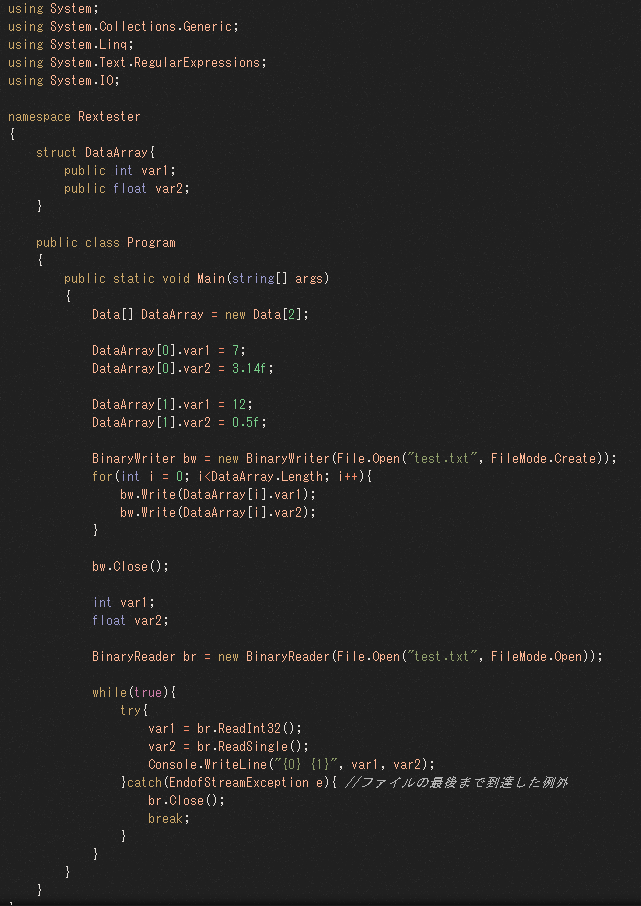 using System;
using System.Collections.Generic;
using System.Linq;
using System.Text.RegularExpressions;
using System.IO;
namespace Rextester
{
struct DataArray{
public int var1;
public float var2;
}
public class Program
{
public static void Main(string[] args)
{
Data[] DataArray = new Data[2];
DataArray[0].var1 = 7;
DataArray[0].var2 = 3.14f;
DataArray[1].var1 = 12;
DataArray[1].var2 = 0.5f;
BinaryWriter bw = new BinaryWriter(File.Open("test.txt", FileMode.Create));
for(int i = 0; i<DataArray.Length; i++){
bw.Write(DataArray[i].var1);
bw.Write(DataArray[i].var2);
}
bw.Close();
int var1;
float var2;
BinaryReader br = new BinaryReader(File.Open("test.txt", FileMode.Open));
while(true){
try{
var1 = br.ReadInt32();
var2 = br.ReadSingle();
Console.WriteLine("{0} {1}", var1, var2);
}catch(EndofStreamException e){ //ファイルの最後まで到達した例外
br.Close();
break;
}
}
}
}